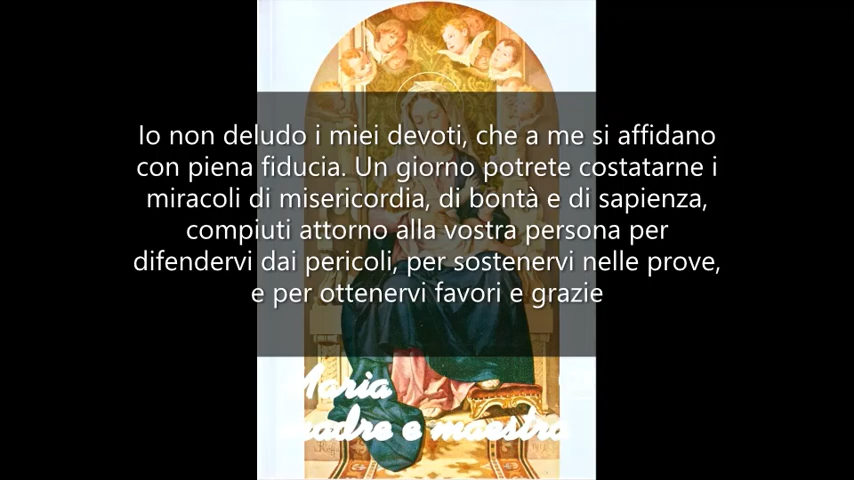 Io non deludo i miei devoti, che a me si affidano
con piena fiducia. Un giorno potrete costatarne i
miracoli di misericordia, di bontà e di sapienza,
compiuti attorno alla vostra persona per
difendervi dai pericoli, per sostenervi nelle prove,
e per ottenervi favori e grazie
Maria
madre e maestra